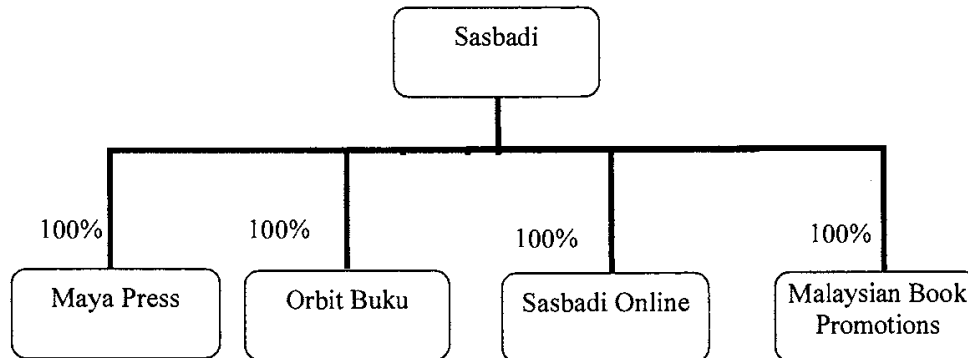 Sasbadi
100%
100%
100%
100%
Maya Press
Orbit Buku
Sasbadi Online
Malaysian Book
Promotions